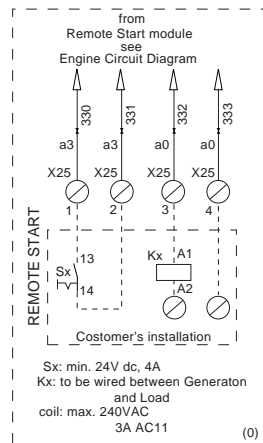 from
Remote Start module
see
Engine Circuit Diagram
330 331 332 333
a3 a3 a0 a0
X25 X25 X25 X25
1 2 3 4
REMOTE START
Sx 13 14
Kx A1 A2
Costomer's installation
Sx: min. 24V dc, 4A
Kx: to be wired between Generaton
and Load
coil: max. 240VAC
3A AC11
(0)